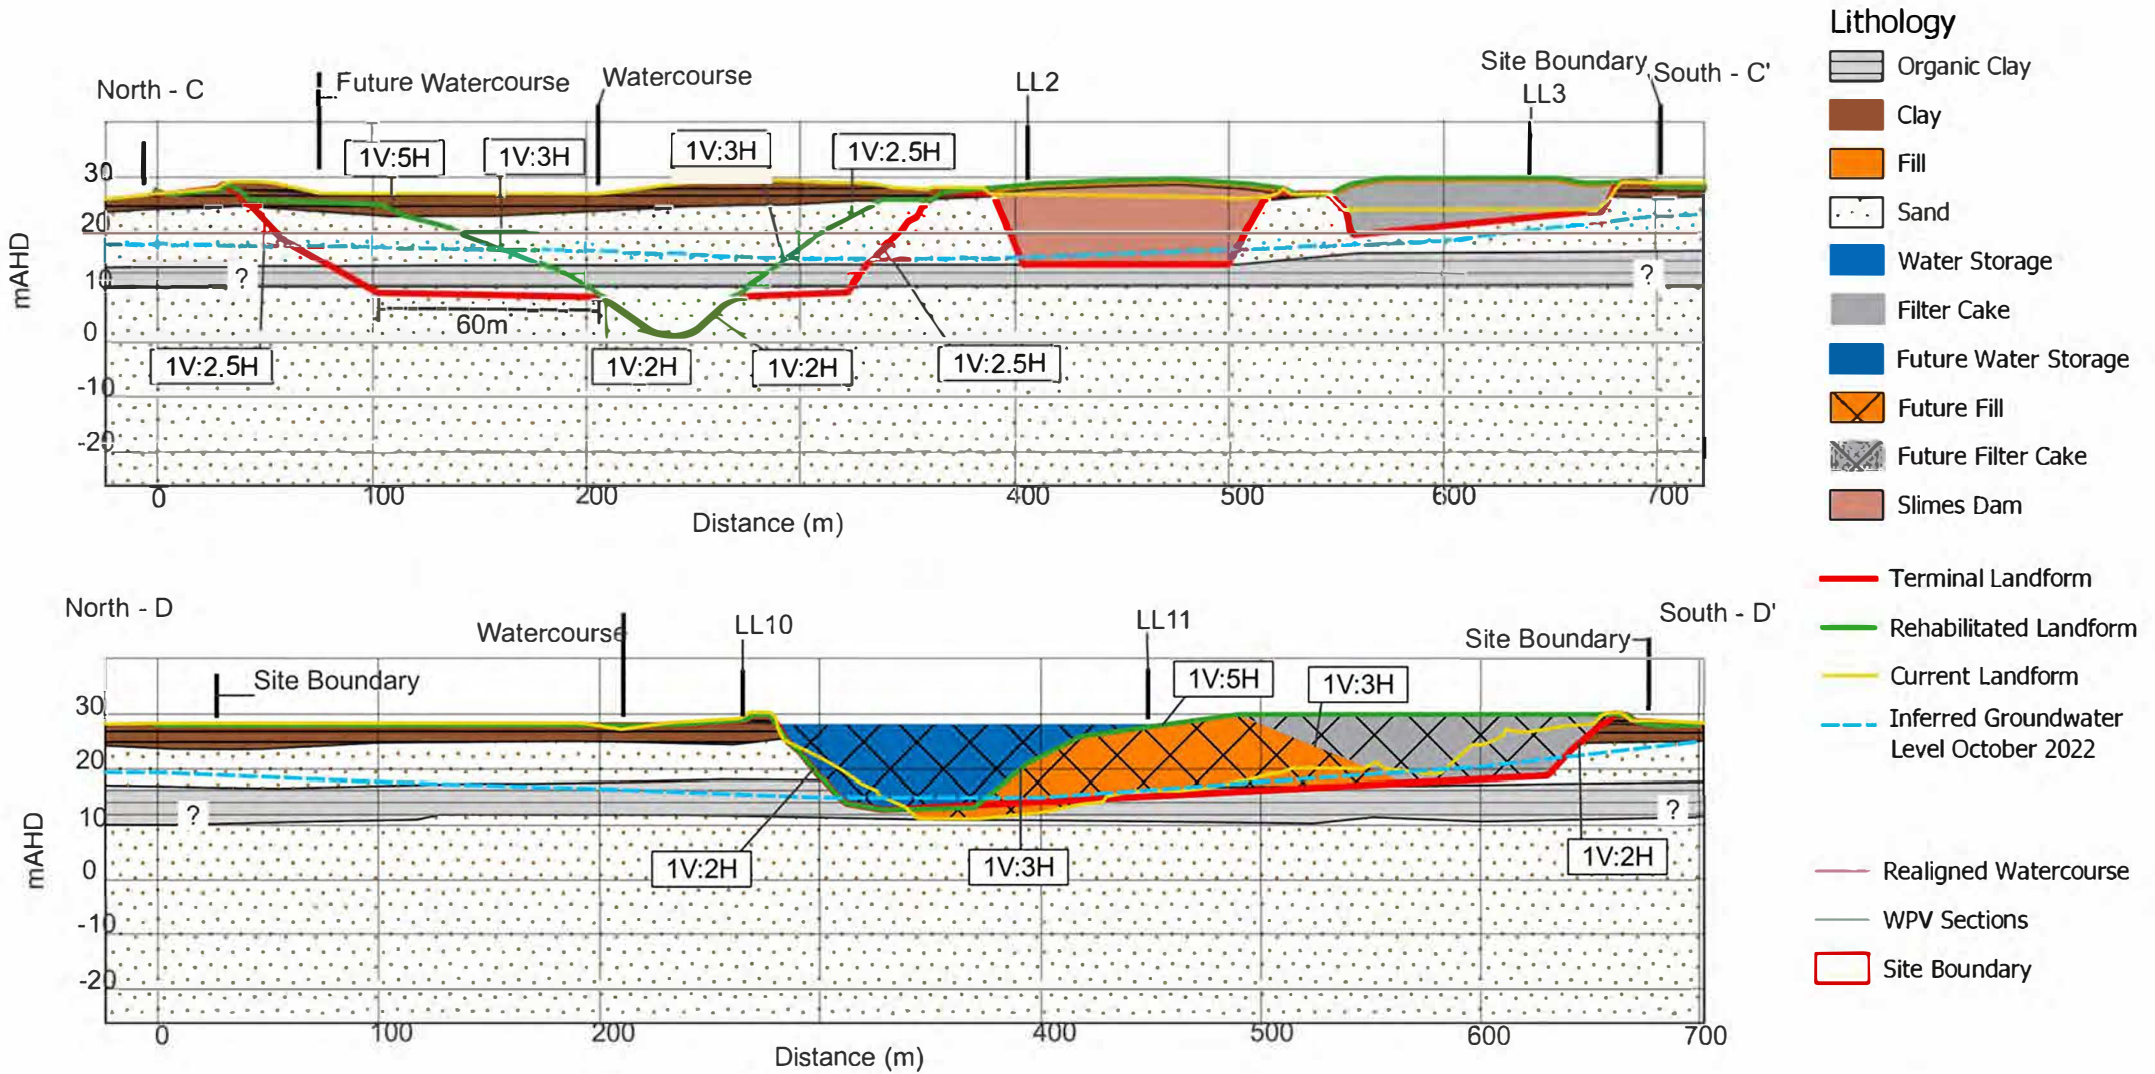 Lithology
Organic Clay
Clay
Fill
Sand
Water Storage
Filter Cake
Future Water Storage
Future Fill
Future Filter Cake
Slimes Dam
Terminal Landform
Rehabilitated Landform
Current Landform
Inferred Groundwater
Level October 2022
Realigned Watercourse
WPV Sections
Site Boundary
North - C
Future Watercourse
Watercourse
LL2
Site Boundary
South - C'
LL3
1V:5H
1V:3H
1V:3H
1V:2.5H
30
20
10
0
-10
-20
mAHD
?
?
60m
1V:2.5H
1V:2H
1V:2H
1V:2.5H
0
100
200
400
500
600
700
Distance (m)
North - D
Watercourse
LL10
LL11
Site Boundary
South - D'
Site Boundary
1V:5H
1V:3H
30
20
10
0
-10
-20
mAHD
?
?
1V:2H
1V:3H
1V:2H
0
100
200
400
500
600
700
Distance (m)